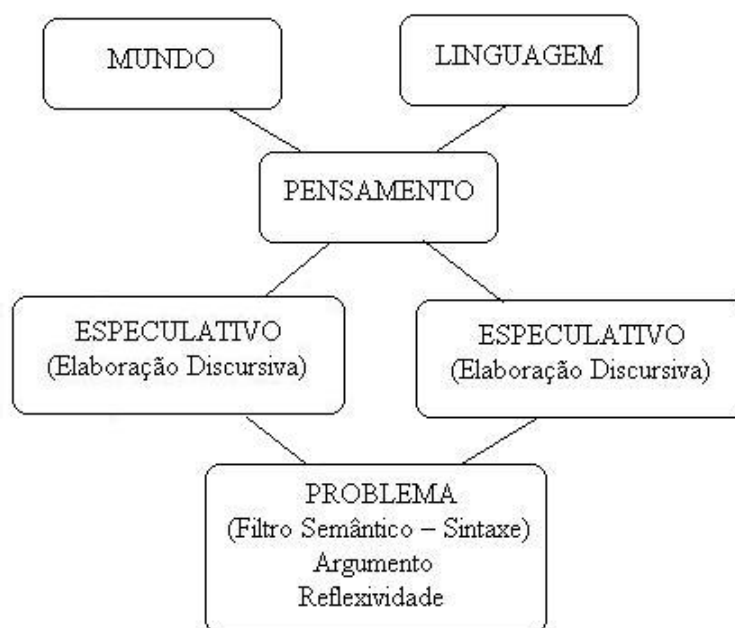 MUNDO
LINGUAGEM
PENSAMENTO
ESPECULATIVO
(Elaboração Discursiva)
ESPECULATIVO
(Elaboração Discursiva)
PROBLEMA
(Filtro Semântico – Sintaxe)
Argumento
Reflexividade